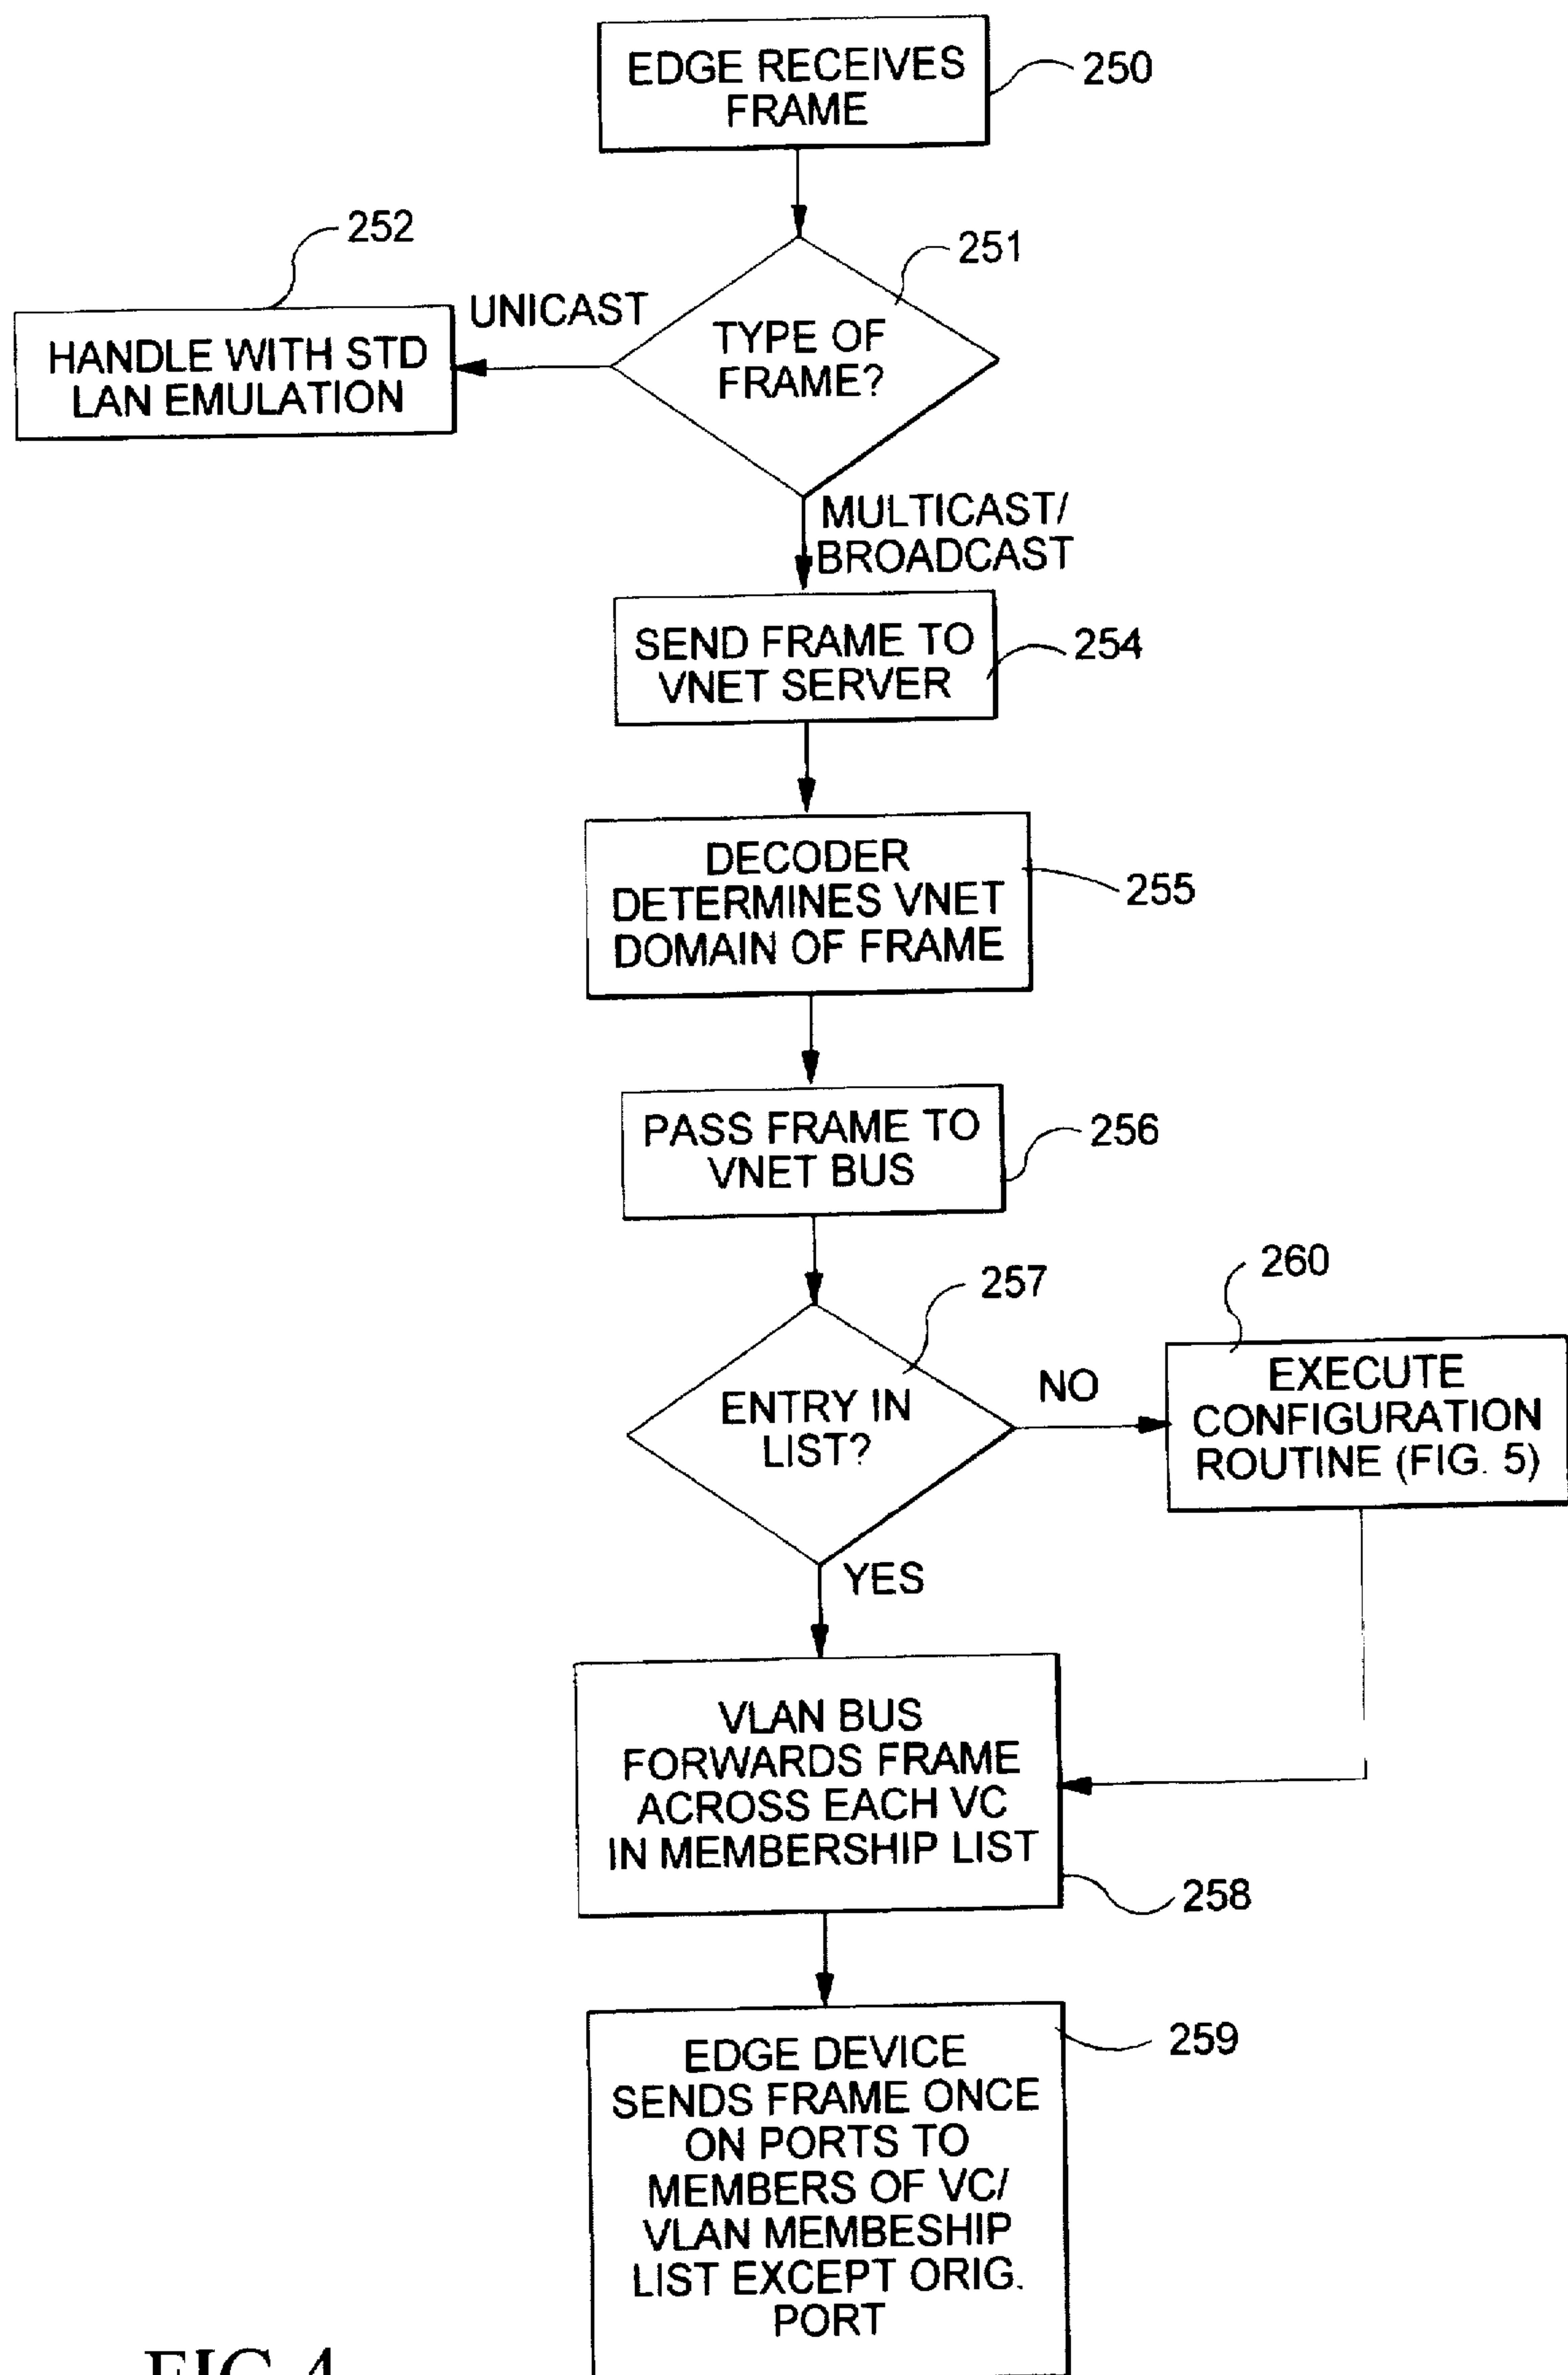 EDGE RECEIVES
FRAME
250
252
251
UNICAST
TYPE OF
FRAME?
HANDLE WITH STD
LAN EMULATION
MULTICAST/
BROADCAST
SEND FRAME TO
VNET SERVER
254
DECODER
DETERMINES VNET
DOMAIN OF FRAME
255
PASS FRAME TO
VNET BUS
256
257
260
ENTRY IN
LIST?
NO
EXECUTE
CONFIGURATION
ROUTINE (FIG. 5)
YES
VLAN BUS
FORWARDS FRAME
ACROSS EACH VC
IN MEMBERSHIP LIST
258
259
EDGE DEVICE
SENDS FRAME ONCE
ON PORTS TO
MEMBERS OF VC/
VLAN MEMBESHIP
LIST EXCEPT ORIG.
PORT
FIG. 4